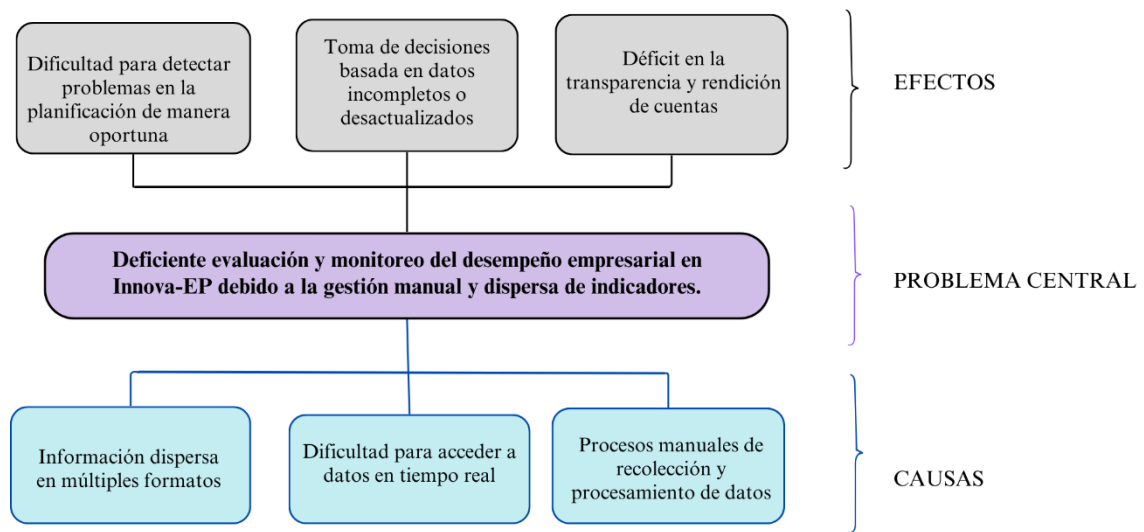 Dificultad para detectar
problemas en la
planificación de manera
oportuna
Toma de decisiones
basada en datos
incompletos o
desactualizados
Déficit en la
transparencia y rendición
de cuentas
EFECTOS
Deficiente evaluación y monitoreo del desempeño empresarial en
Innova-EP debido a la gestión manual y dispersa de indicadores.
PROBLEMA CENTRAL
Información dispersa
en múltiples formatos
Dificultad para acceder a
datos en tiempo real
Procesos manuales de
recolección y
procesamiento de datos
CAUSAS